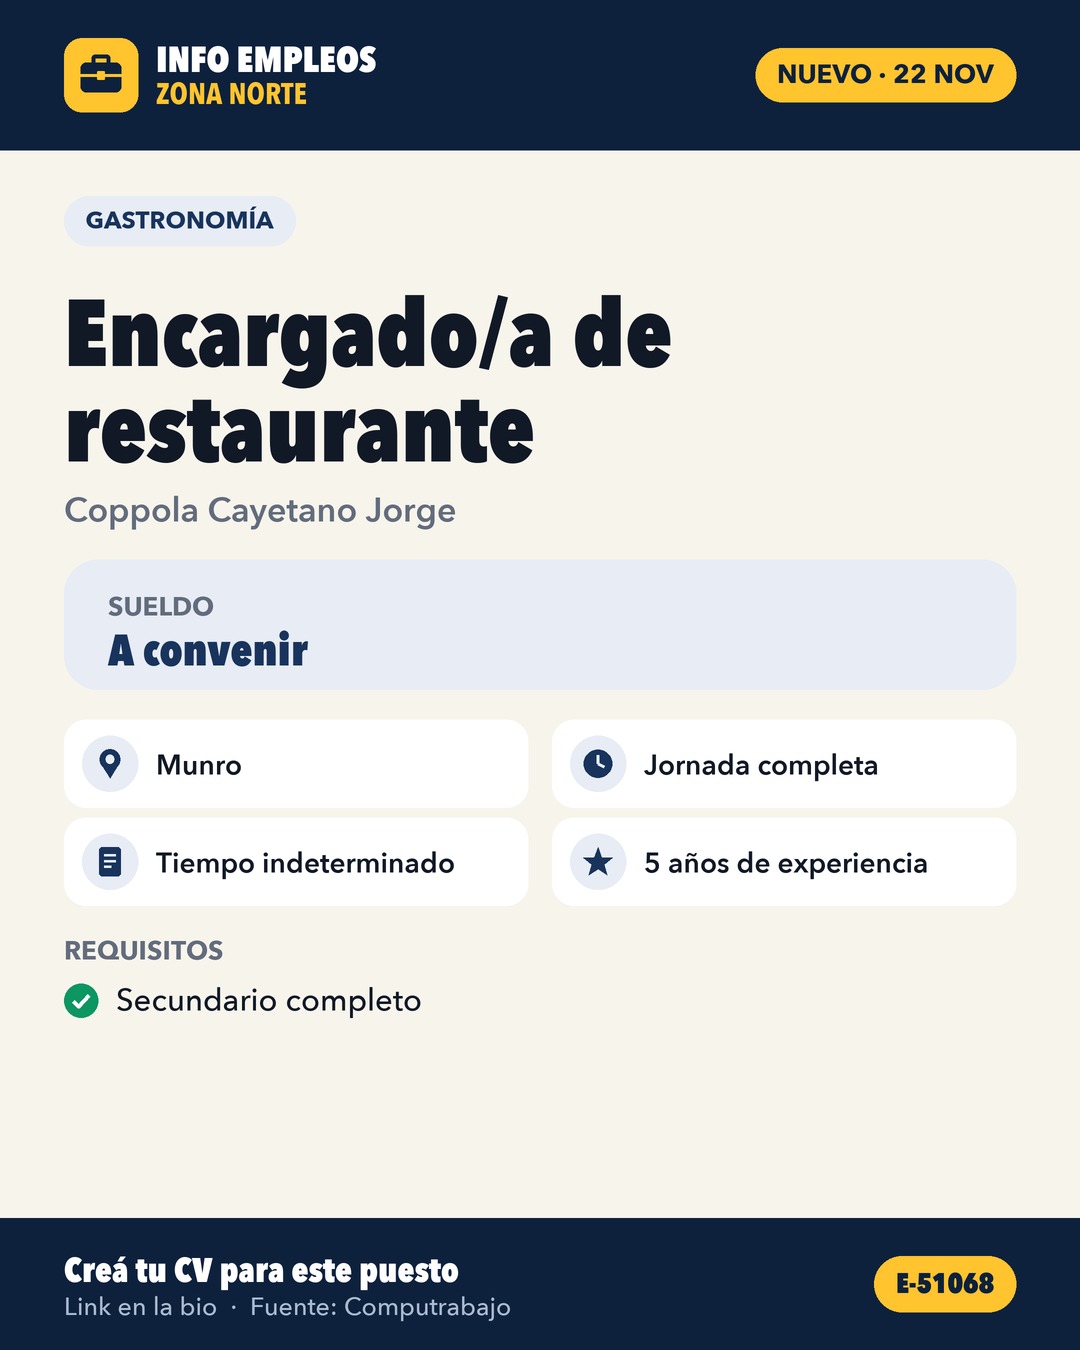 INFO EMPLEOS
ZONA NORTE
NUEVO · 22 NOV
GASTRONOMÍA
Encargado/a de
restaurante
Coppola Cayetano Jorge
SUELDO
A convenir
Munro
Jornada completa
Tiempo indeterminado
5 años de experiencia
REQUISITOS
Secundario completo
Creá tu CV para este puesto
Link en la bio · Fuente: Computrabajo
E-51068